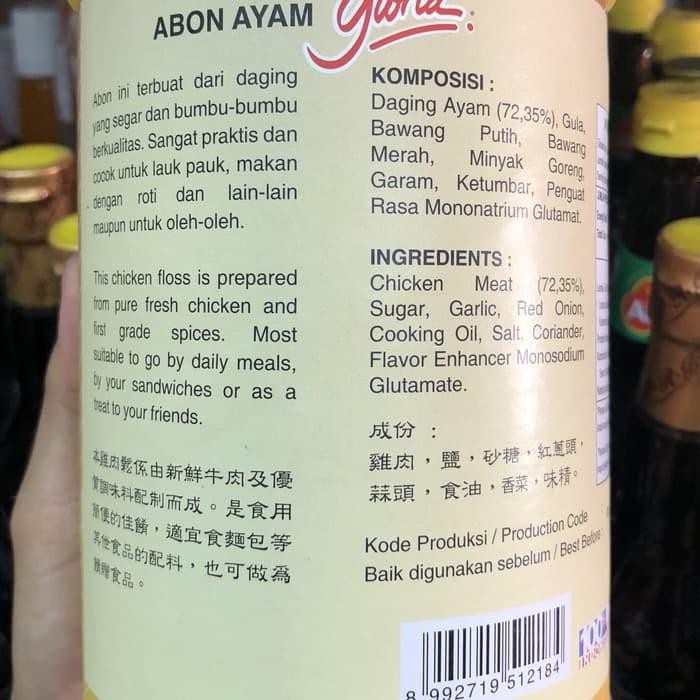 ABON AYAM
Gloria
Abon ini terbuat dari daging
yang segar dan bumbu-bumbu
berkualitas. Sangat praktis dan
cocok untuk lauk pauk, makan
dengan roti dan lain-lain
maupun untuk oleh-oleh.
This chicken floss is prepared
from pure fresh chicken and
first grade spices. Most
suitable to go by daily meals,
by your sandwiches or as a
treat to your friends.
本雞肉鬆係由新鮮牛肉及優
質調味料配制而成。是食用
簡便的佳餚，適宜食麵包等
其他食品的配料，也可做為
饋贈食品。
KOMPOSISI :
Daging Ayam (72,35%), Gula,
Bawang Putih, Bawang
Merah, Minyak Goreng,
Garam, Ketumbar, Penguat
Rasa Mononatrium Glutamat.
INGREDIENTS :
Chicken Meat (72,35%),
Sugar, Garlic, Red Onion,
Cooking Oil, Salt, Coriander,
Flavor Enhancer Monosodium
Glutamate.
成份：
雞肉，鹽，砂糖，紅蔥頭，
蒜頭，食油，香菜，味精。
Kode Produksi / Production Code
Baik digunakan sebelum / Best Before
8 992719 512184